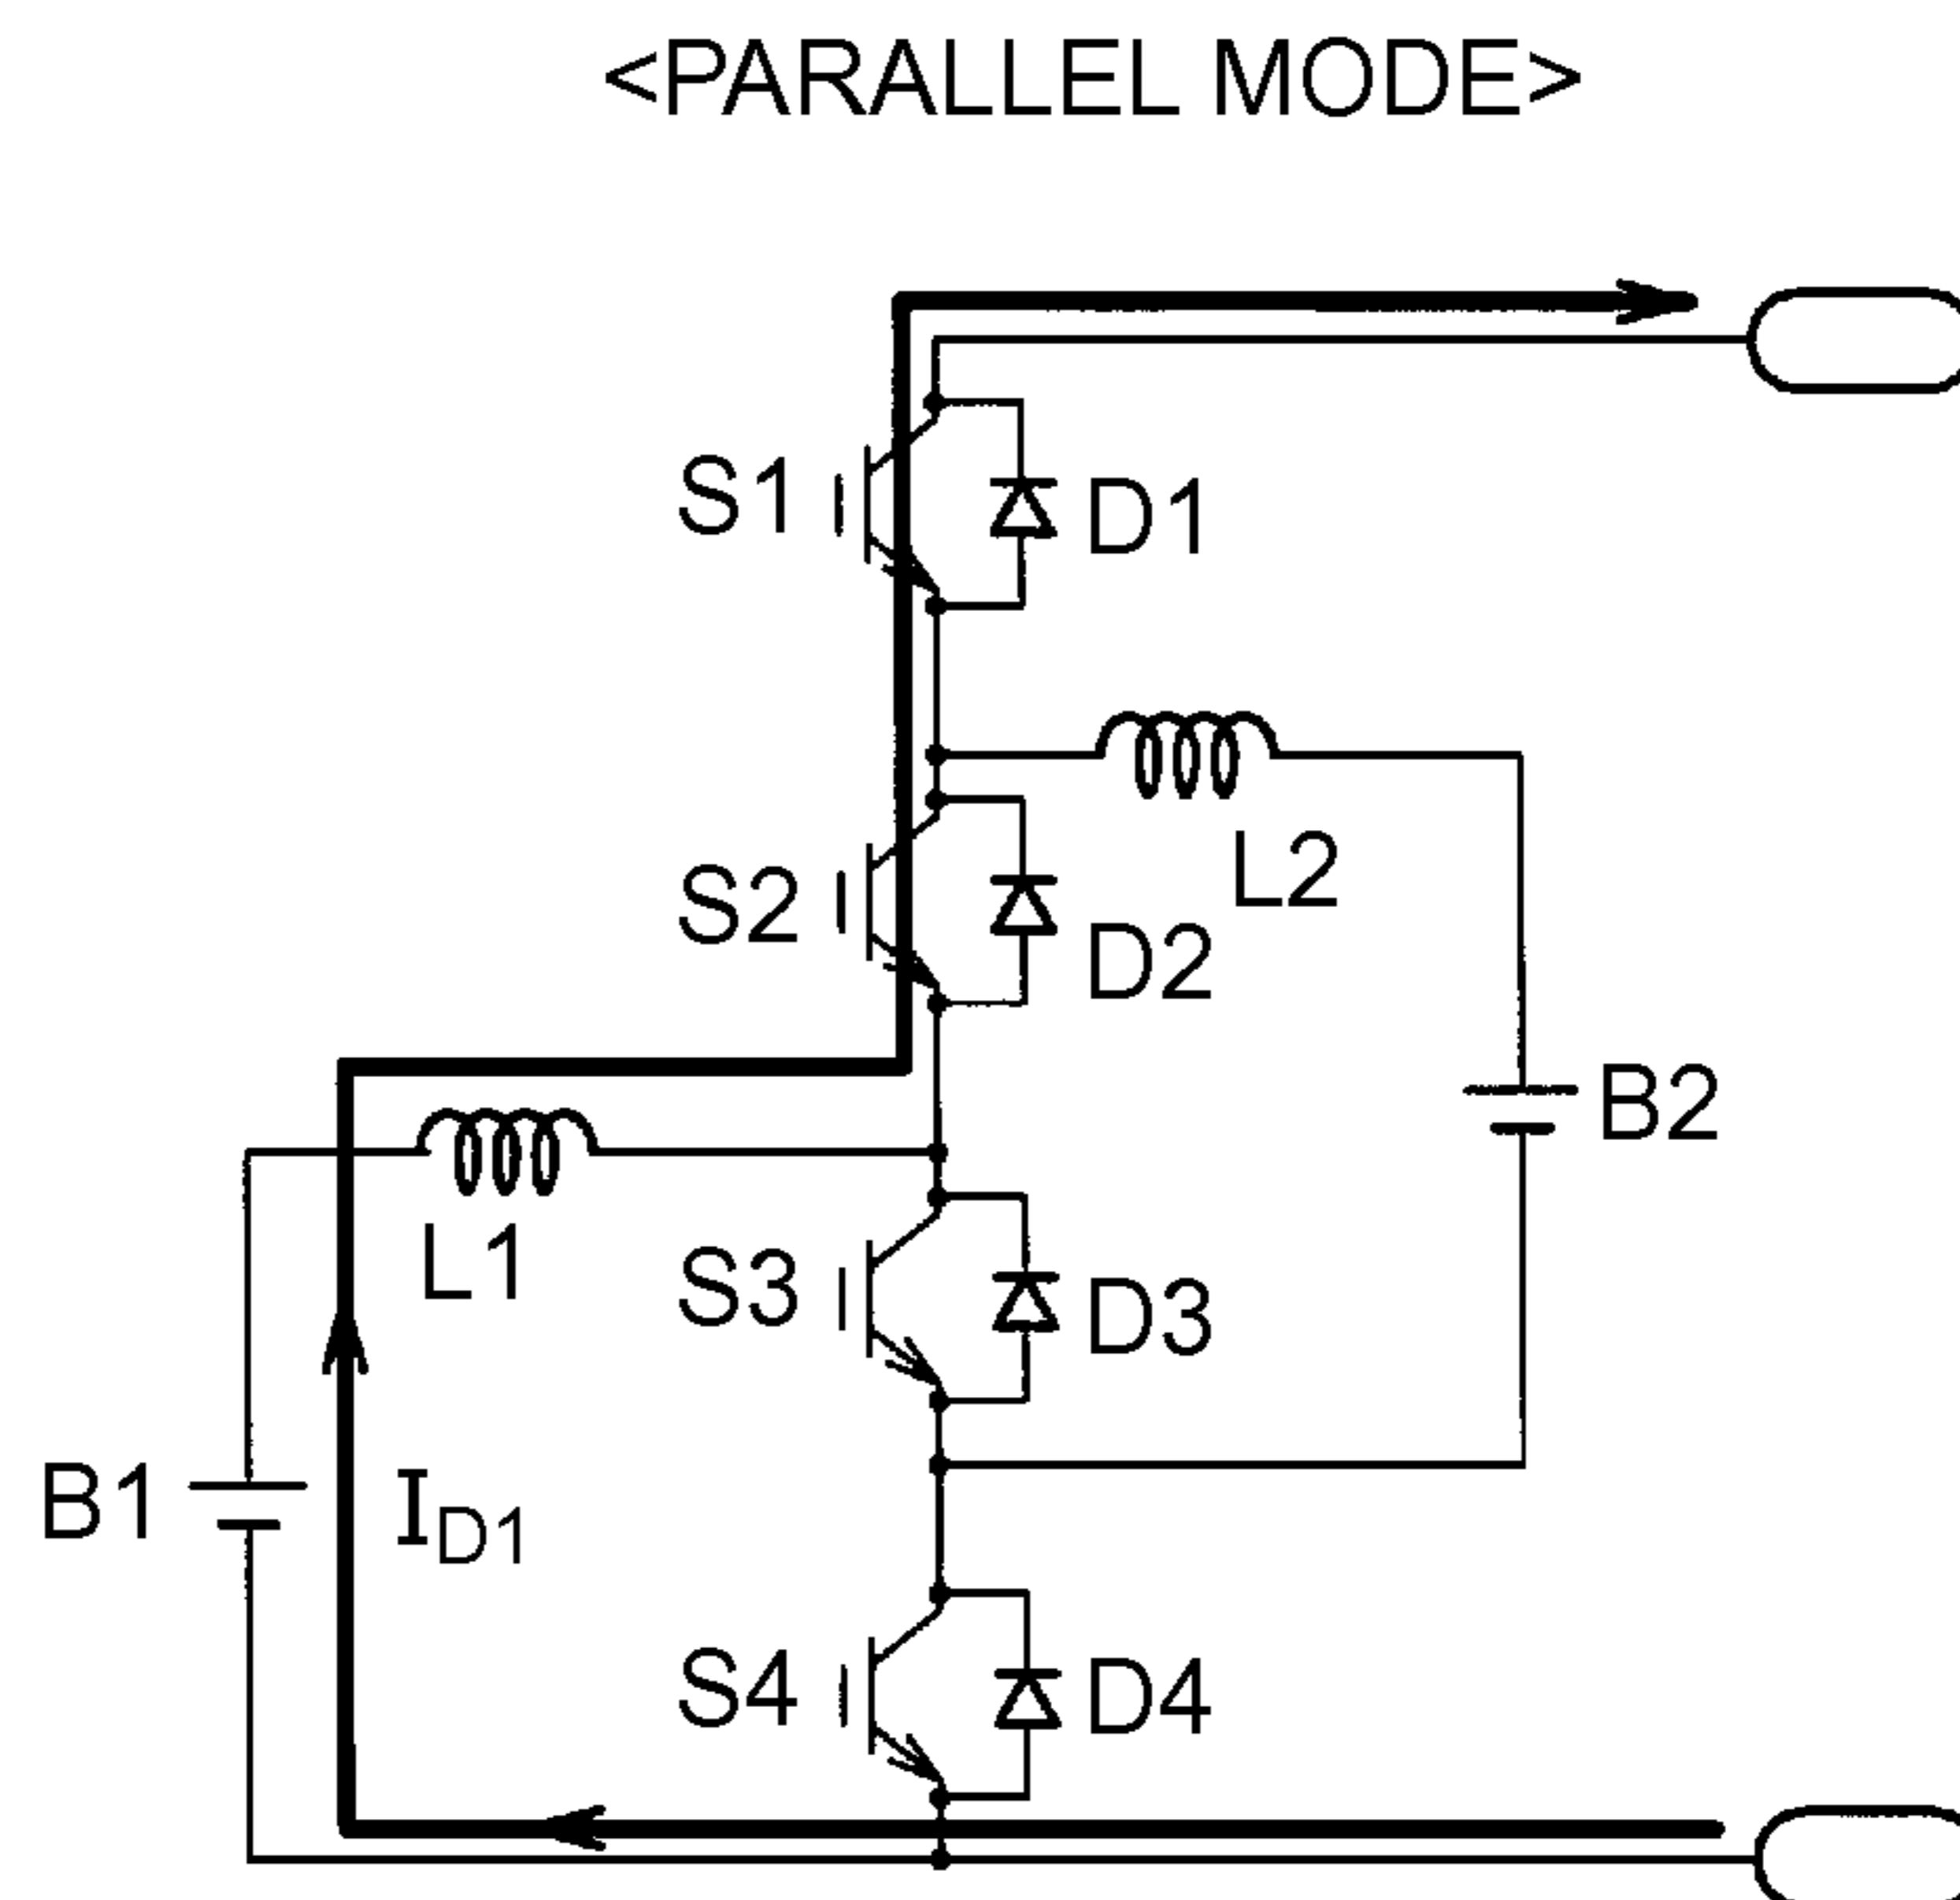 <PARALLEL MODE>
S1
D1
L2
S2
D2
B2
L1
S3
D3
B1
ID1
S4
D4